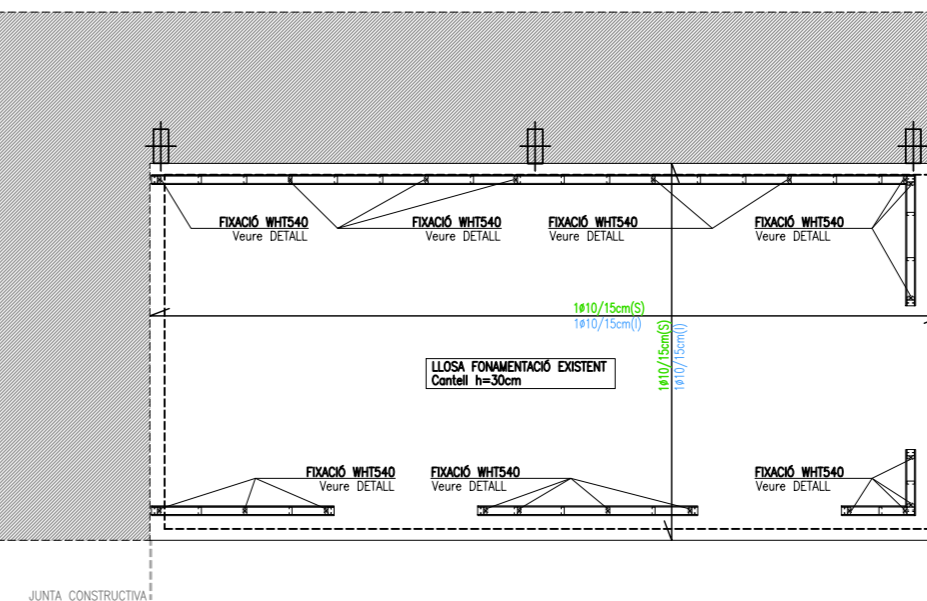 FIXACIÓ WHT540
Veure DETALL
FIXACIÓ WHT540
Veure DETALL
FIXACIÓ WHT540
Veure DETALL
FIXACIÓ WHT540
Veure DETALL
1ø10/15cm(S)
1ø10/15cm(I)
1ø10/15cm(S)
1ø10/15cm(I)
LLOSA FONAMENTACIÓ EXISTENT
Cantell h=30cm
FIXACIÓ WHT540
Veure DETALL
FIXACIÓ WHT540
Veure DETALL
FIXACIÓ WHT540
Veure DETALL
JUNTA CONSTRUCTIVA